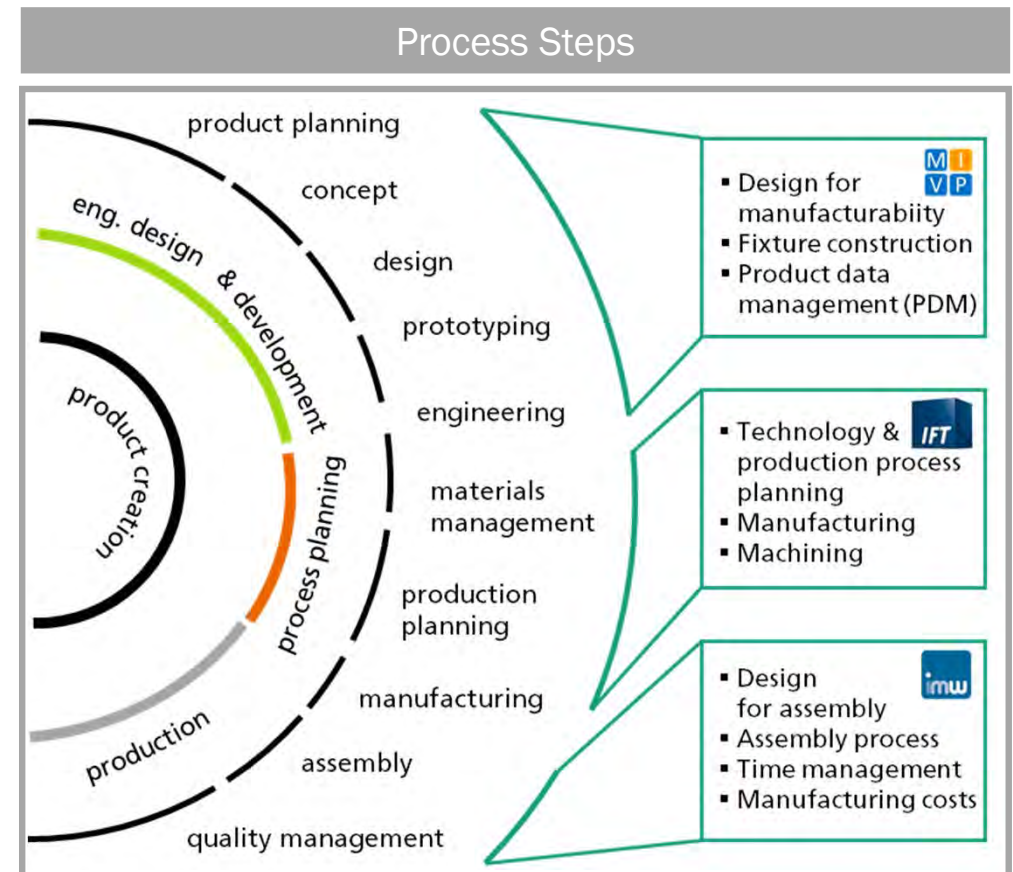 Process Steps
product planning
concept
design
prototyping
engineering
materials
management
production
planning
manufacturing
assembly
quality management
eng. design & development
process planning
production
product creation
M I
V P
▪ Design for
manufacturabiity
▪ Fixture construction
▪ Product data
management (PDM)
IFT
▪ Technology &
production process
planning
▪ Manufacturing
▪ Machining
imw
▪ Design
for assembly
▪ Assembly process
▪ Time management
▪ Manufacturing costs